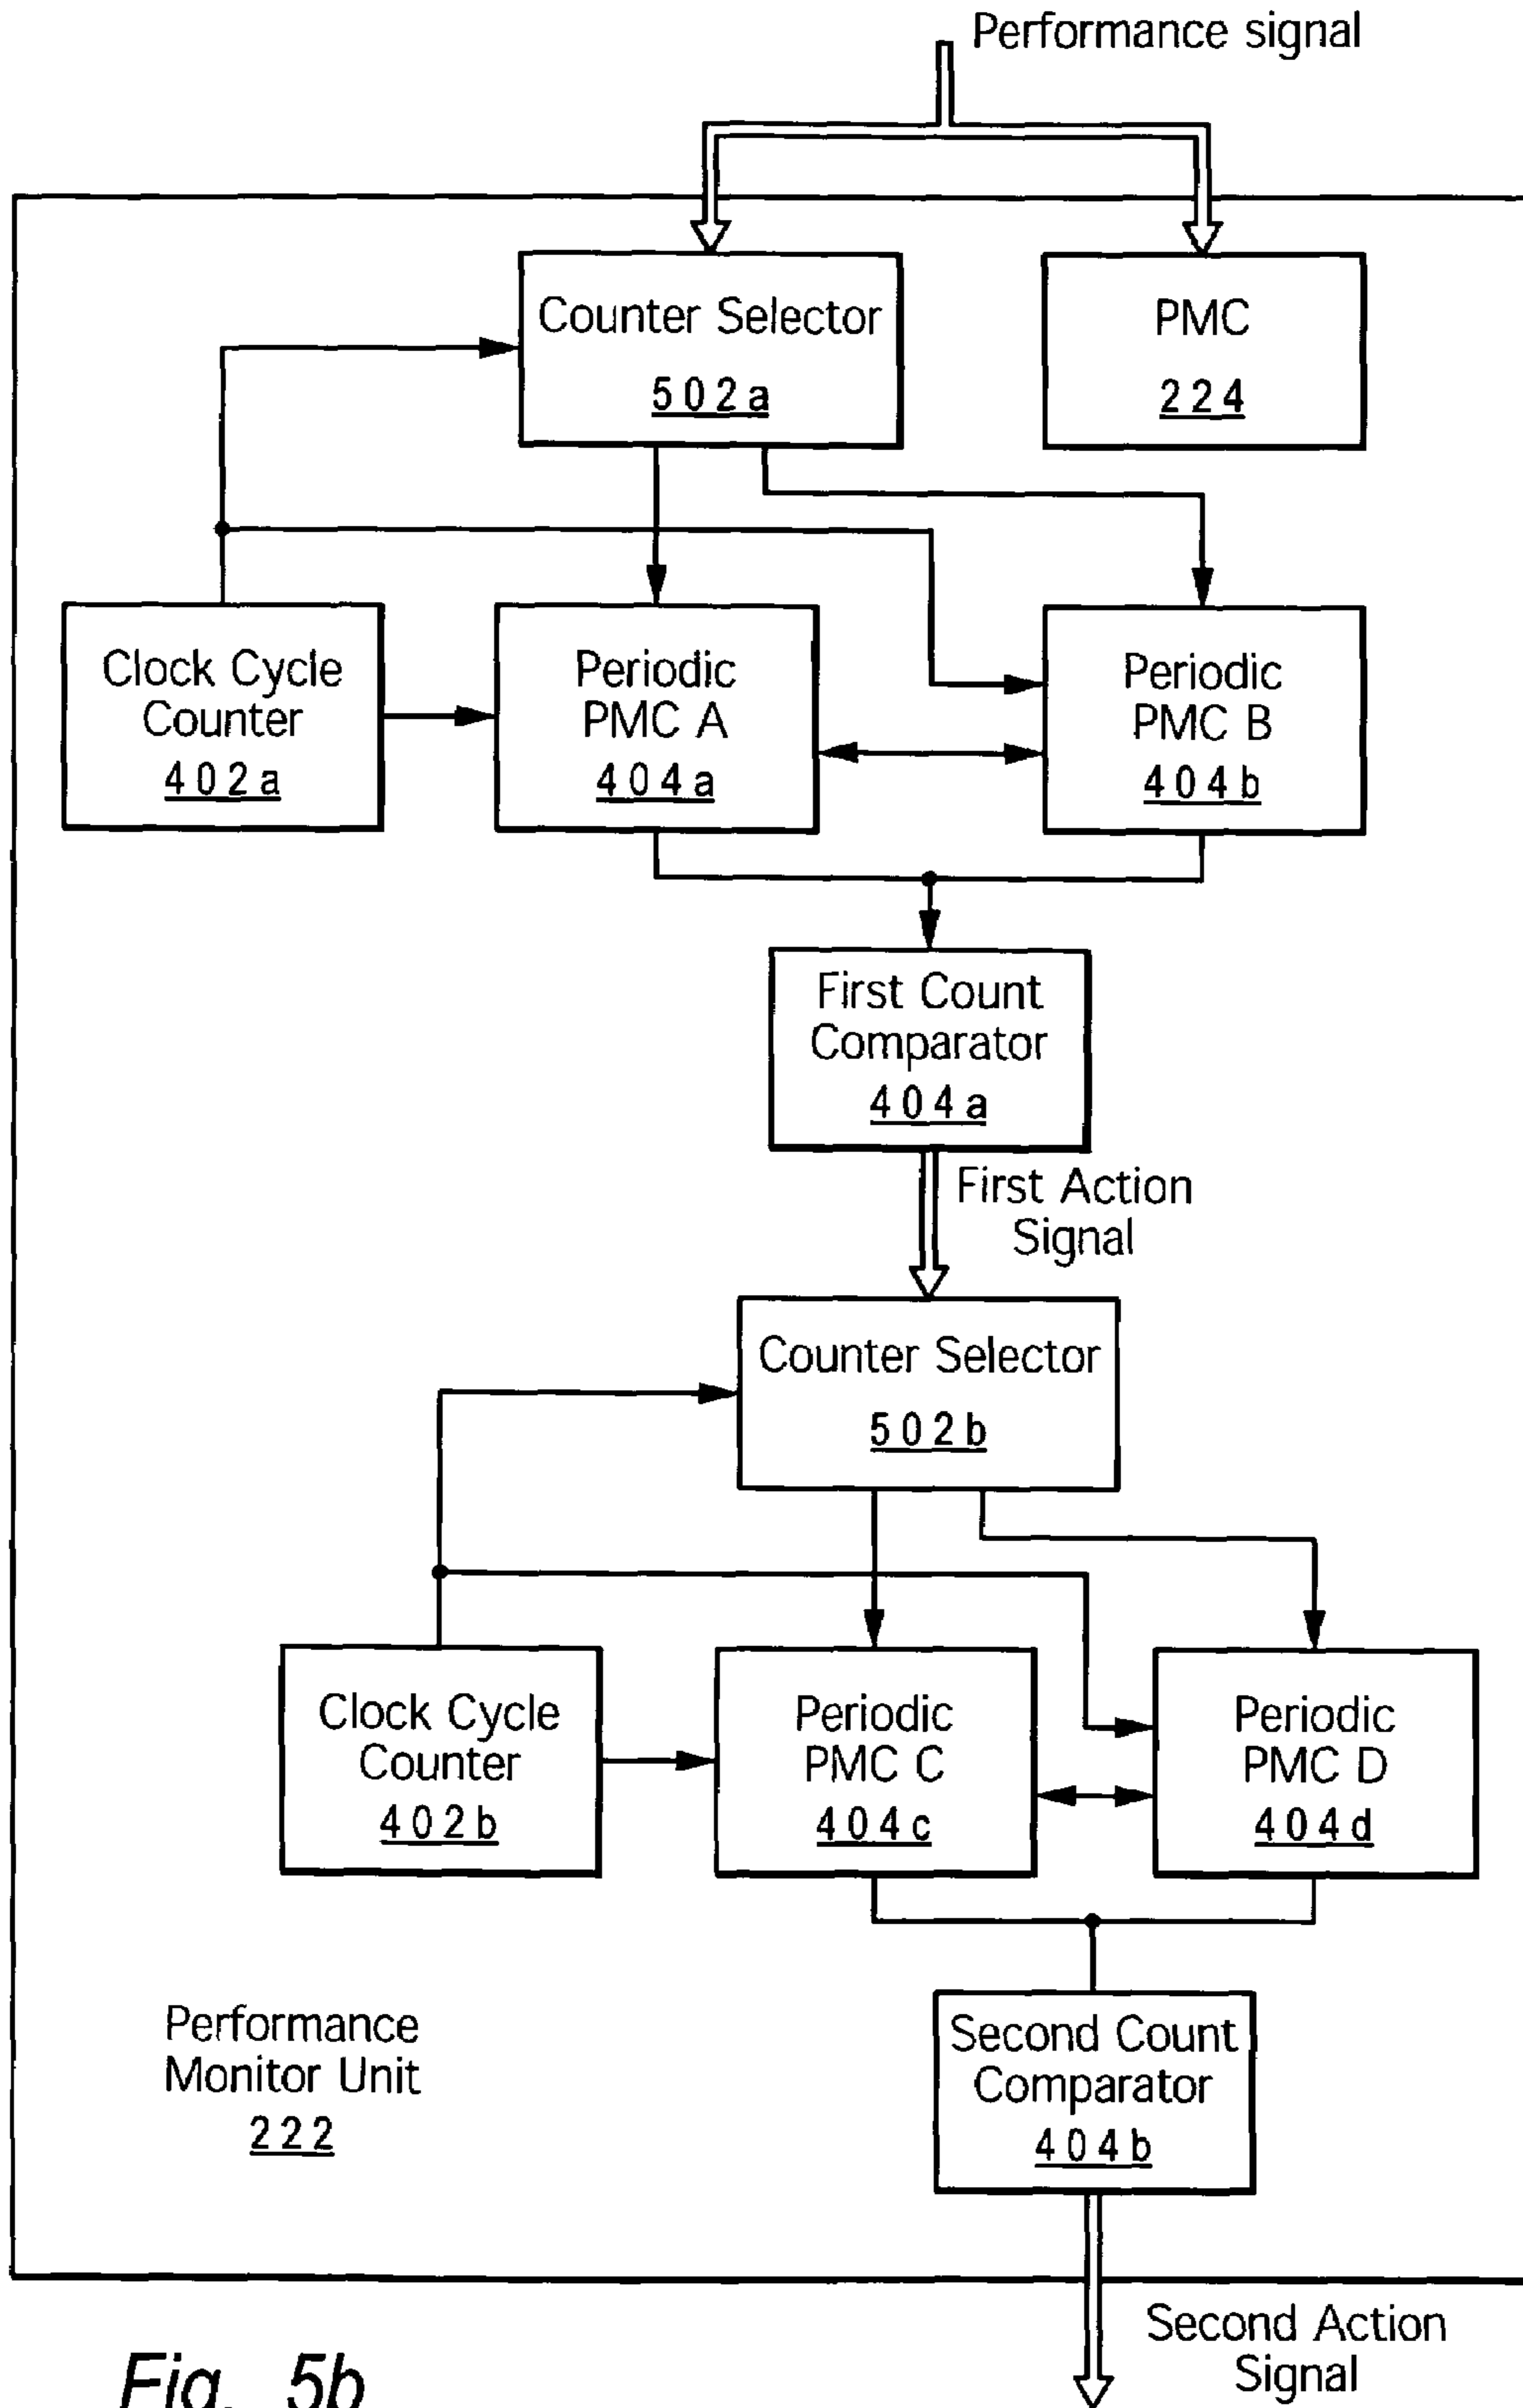 Performance signal
Counter Selector
502a
PMC
224
Clock Cycle
Counter
402a
Periodic
PMC A
404a
Periodic
PMC B
404b
First Count
Comparator
404a
First Action
Signal
Counter Selector
502b
Clock Cycle
Counter
402b
Periodic
PMC C
404c
Periodic
PMC D
404d
Performance
Monitor Unit
222
Second Count
Comparator
404b
Second Action
Signal
Fig. 5b